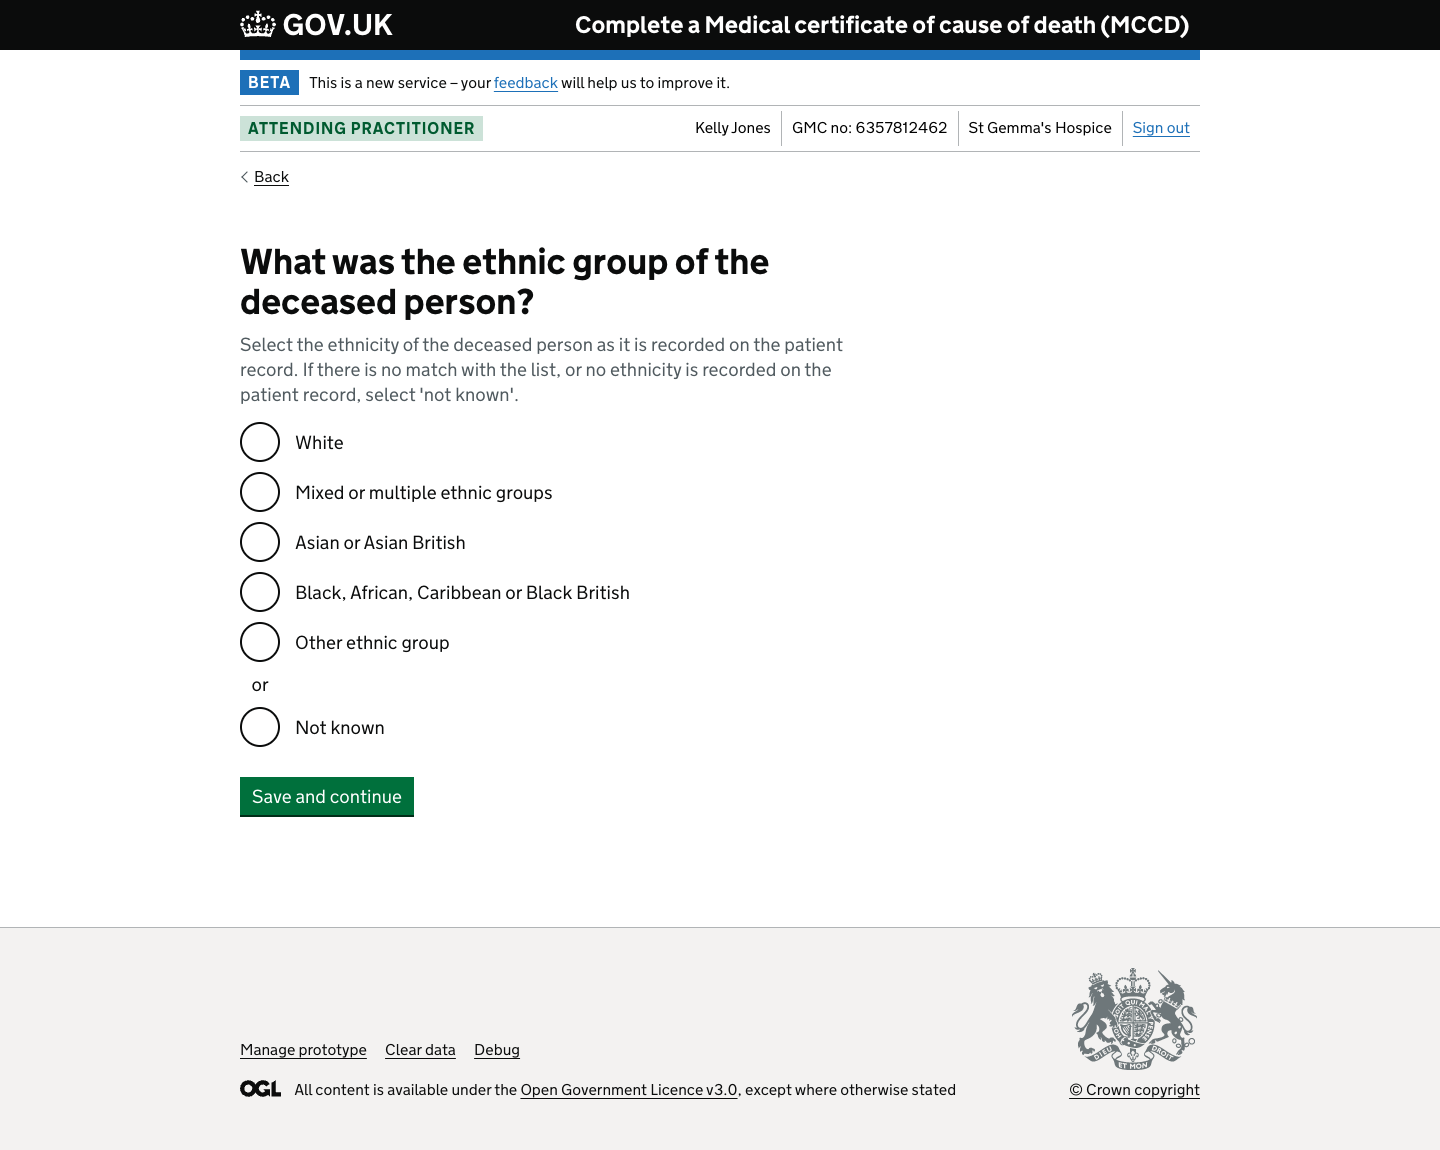 GOV.UK
Complete a Medical certificate of cause of death (MCCD)
BETA This is a new service – your feedback will help us to improve it.
ATTENDING PRACTITIONER
Kelly Jones GMC no: 6357812462 St Gemma's Hospice Sign out
Back
What was the ethnic group of the
deceased person?
Select the ethnicity of the deceased person as it is recorded on the patient
record. If there is no match with the list, or no ethnicity is recorded on the
patient record, select 'not known'.
White
Mixed or multiple ethnic groups
Asian or Asian British
Black, African, Caribbean or Black British
Other ethnic group
or
Not known
Save and continue
Manage prototype Clear data Debug
OGL All content is available under the Open Government Licence v3.0, except where otherwise stated
DIEU ET MON DROIT
© Crown copyright